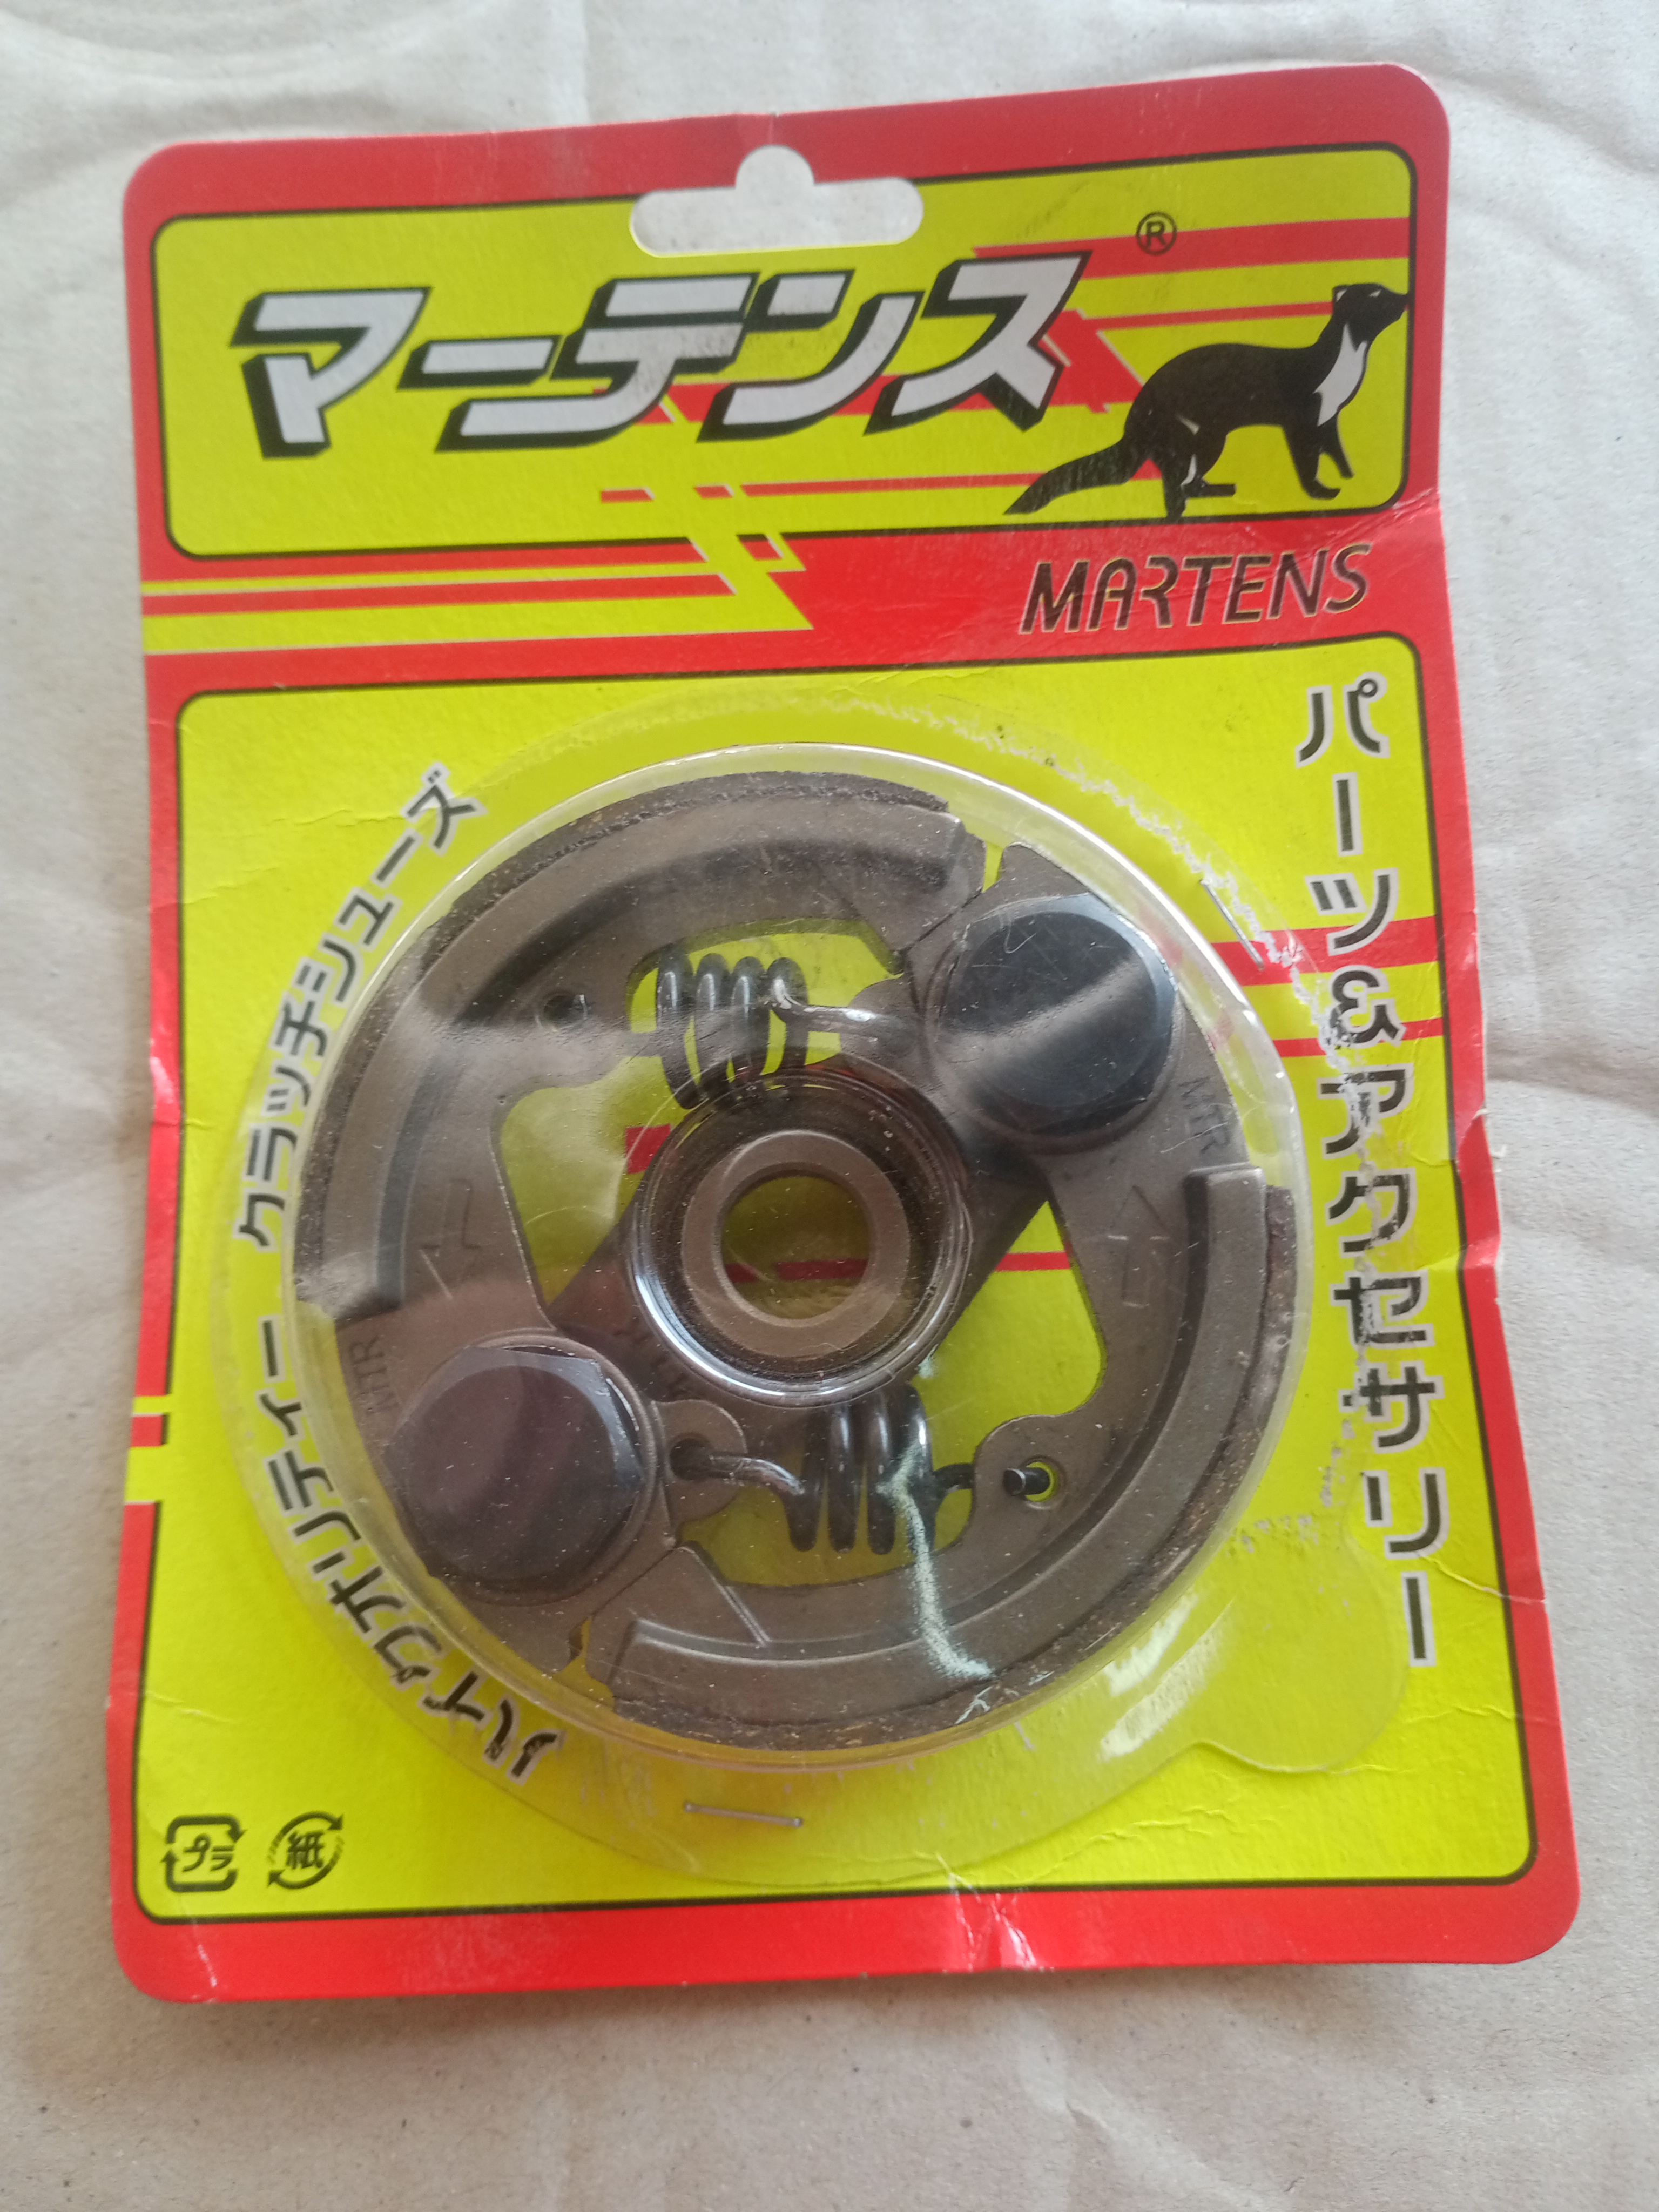 マーテンス®
MARTENS
パーツ&アクセサリー
ハイクオリティー クラッチシューズ
MTR
MTR
プラ
紙